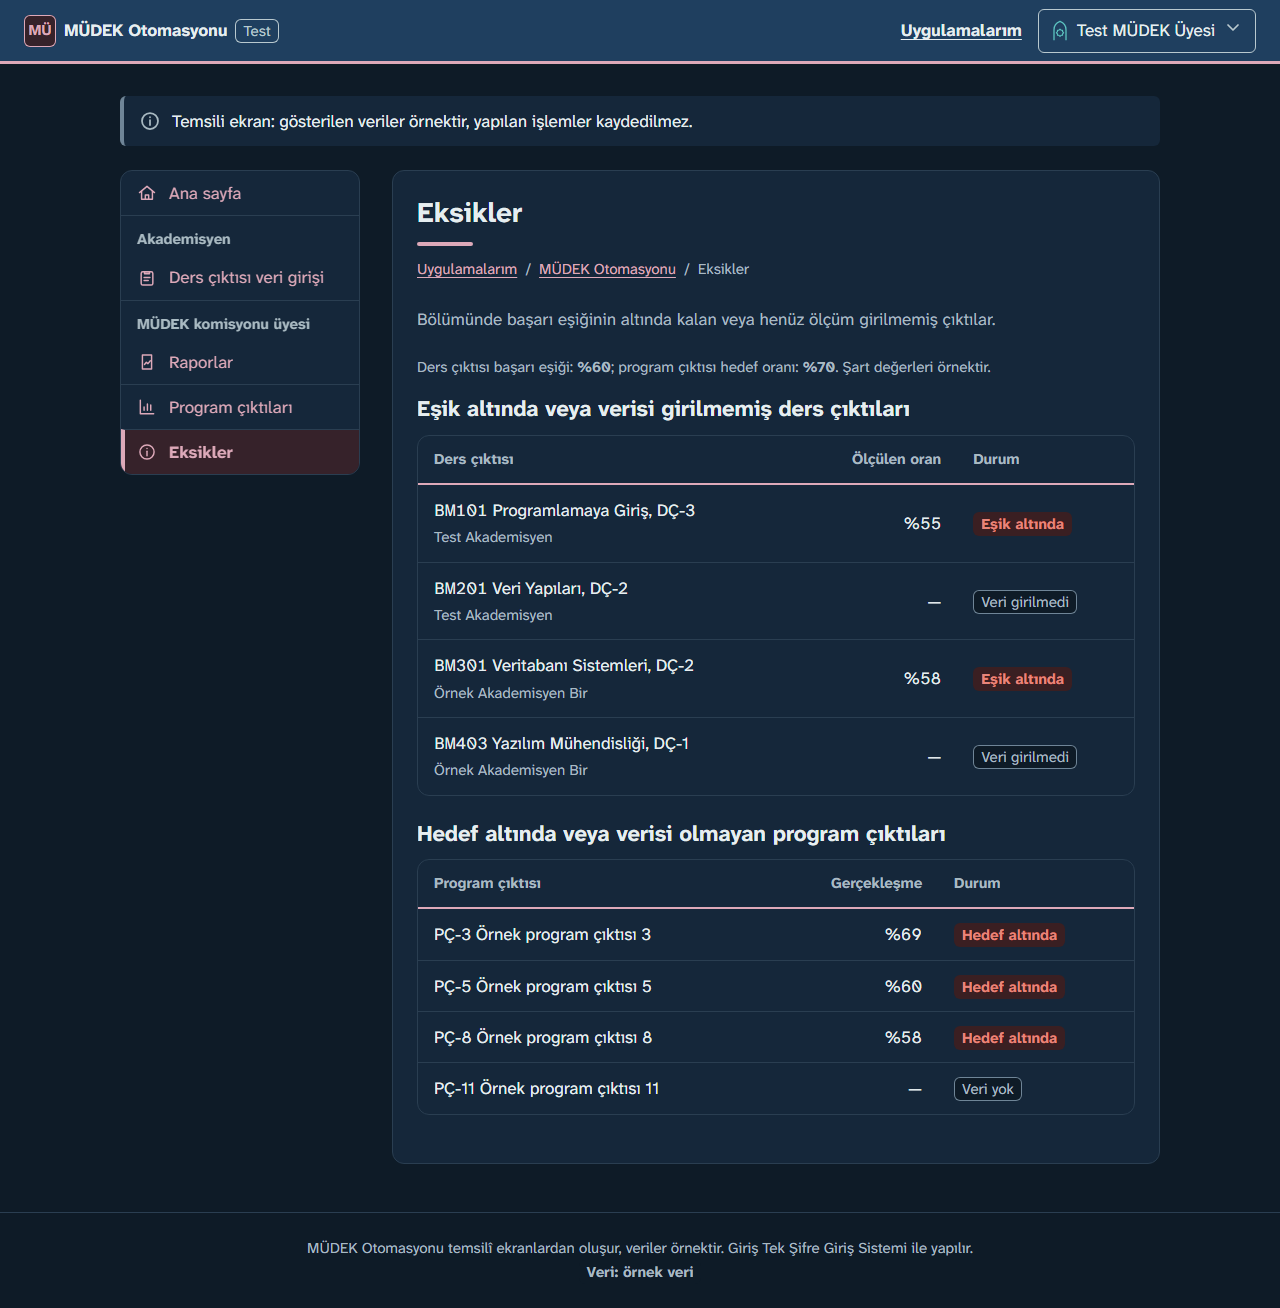 MÜ MÜDEK Otomasyonu Test
Uygulamalarım
Test MÜDEK Üyesi
Temsili ekran: gösterilen veriler örnektir, yapılan işlemler kaydedilmez.
Ana sayfa
Akademisyen
Ders çıktısı veri girişi
MÜDEK komisyonu üyesi
Raporlar
Program çıktıları
Eksikler
Eksikler
Uygulamalarım / MÜDEK Otomasyonu / Eksikler
Bölümünde başarı eşiğinin altında kalan veya henüz ölçüm girilmemiş çıktılar.
Ders çıktısı başarı eşiği: %60; program çıktısı hedef oranı: %70. Şart değerleri örnektir.
Eşik altında veya verisi girilmemiş ders çıktıları
Ders çıktısı Ölçülen oran Durum
BM101 Programlamaya Giriş, DÇ-3
Test Akademisyen
%55 Eşik altında
BM201 Veri Yapıları, DÇ-2
Test Akademisyen
— Veri girilmedi
BM301 Veritabanı Sistemleri, DÇ-2
Örnek Akademisyen Bir
%58 Eşik altında
BM403 Yazılım Mühendisliği, DÇ-1
Örnek Akademisyen Bir
— Veri girilmedi
Hedef altında veya verisi olmayan program çıktıları
Program çıktısı Gerçekleşme Durum
PÇ-3 Örnek program çıktısı 3 %69 Hedef altında
PÇ-5 Örnek program çıktısı 5 %60 Hedef altında
PÇ-8 Örnek program çıktısı 8 %58 Hedef altında
PÇ-11 Örnek program çıktısı 11 — Veri yok
MÜDEK Otomasyonu temsilî ekranlardan oluşur, veriler örnektir. Giriş Tek Şifre Giriş Sistemi ile yapılır.
Veri: örnek veri